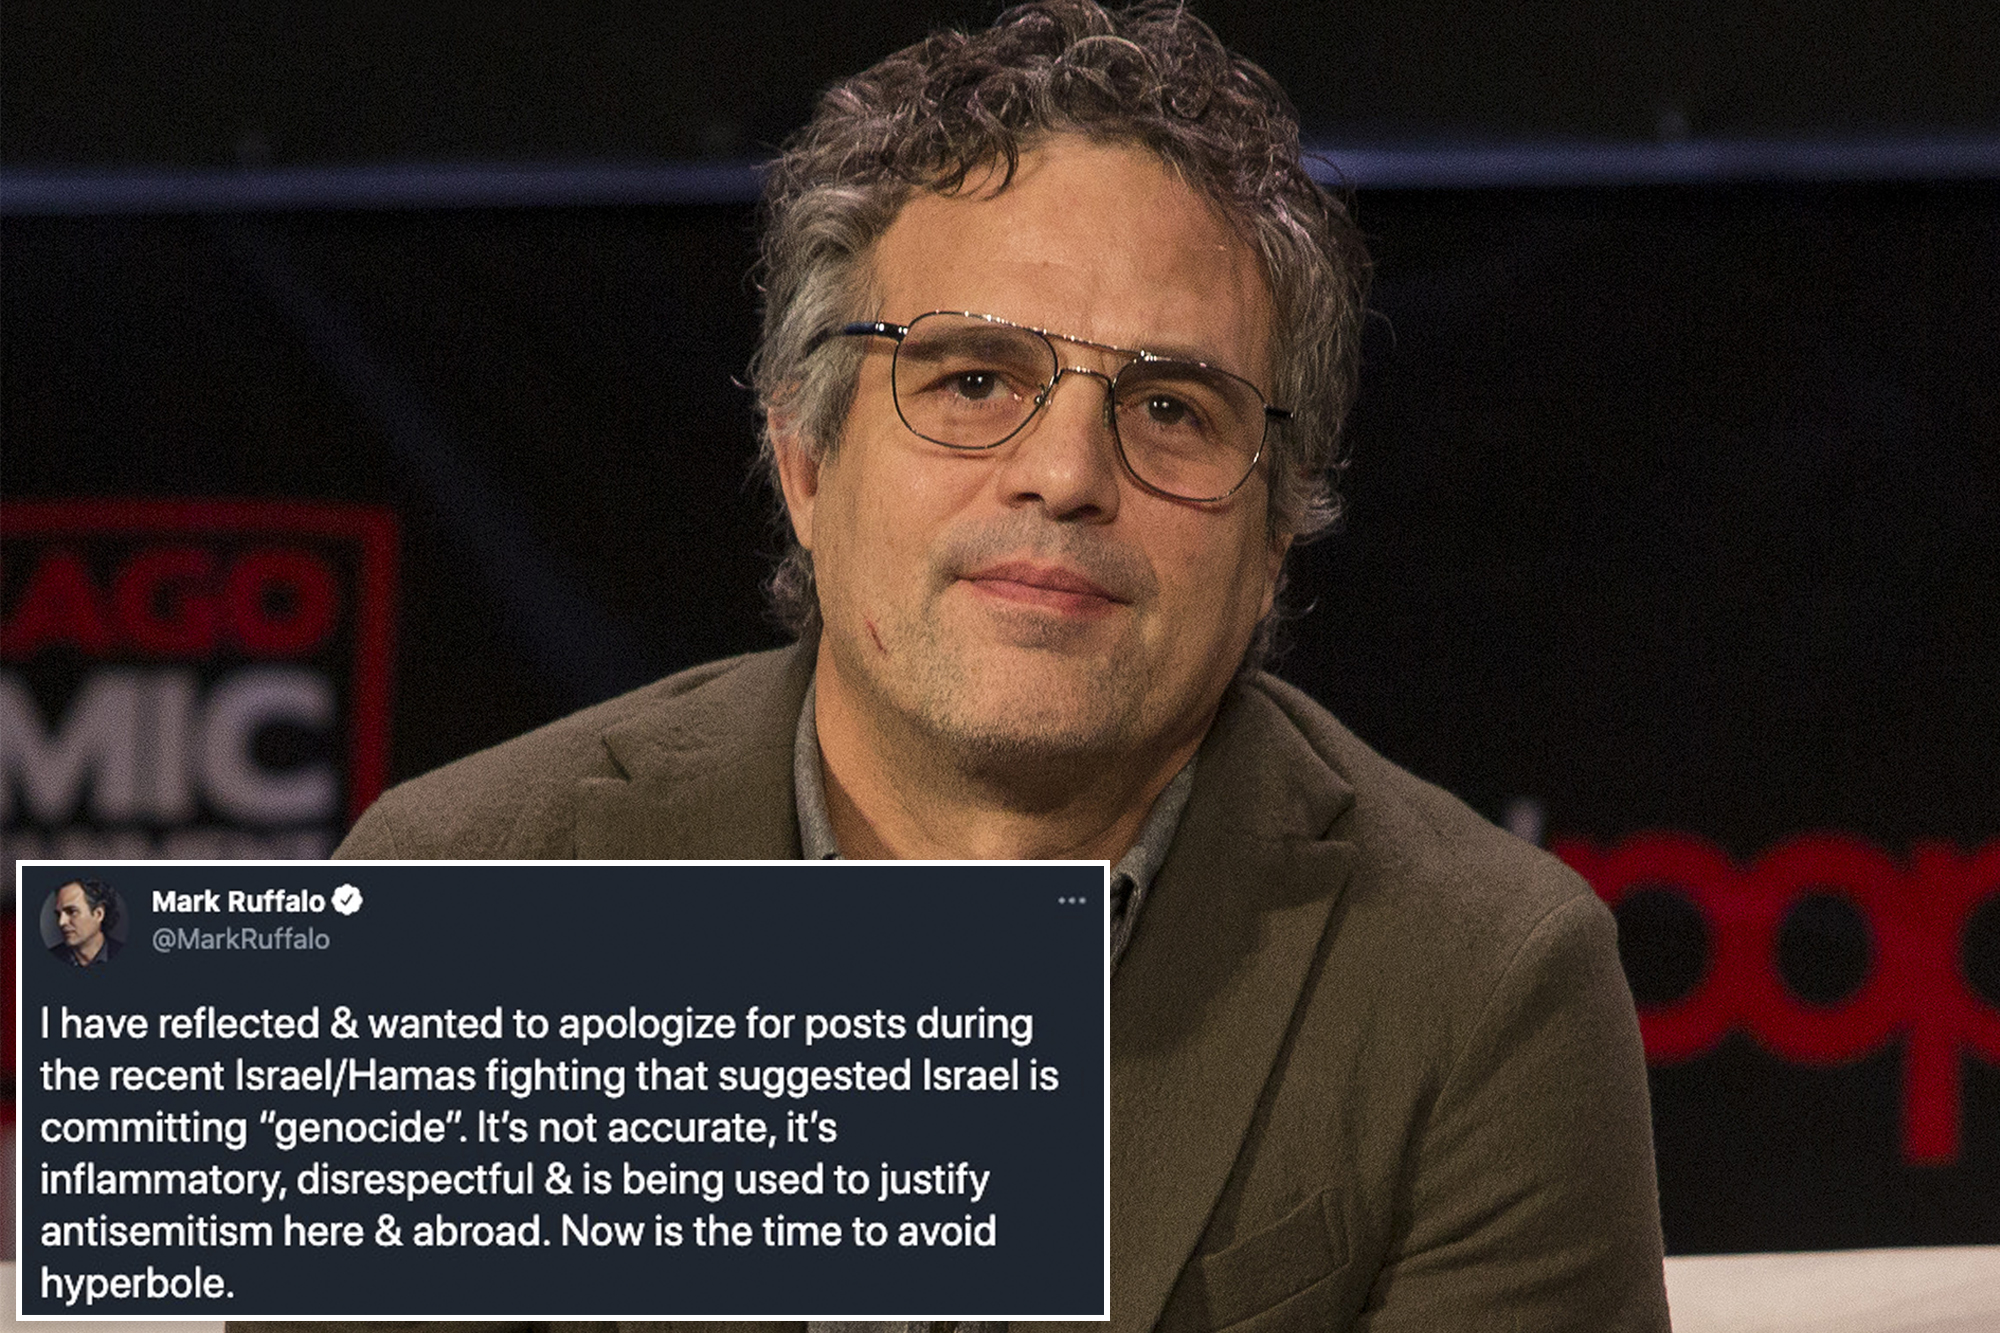 AGO
MIC
pop
Mark Ruffalo
@MarkRuffalo
I have reflected & wanted to apologize for posts during
the recent Israel/Hamas fighting that suggested Israel is
committing “genocide”. It’s not accurate, it’s
inflammatory, disrespectful & is being used to justify
antisemitism here & abroad. Now is the time to avoid
hyperbole.